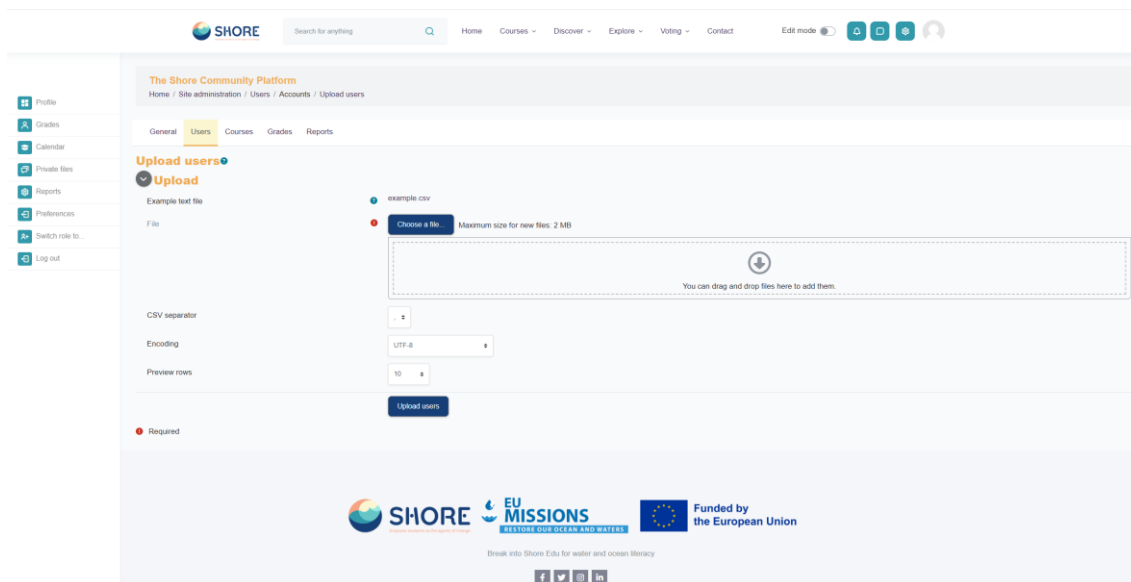 SHORE
Search for anything
Home Courses Discover Explore Voting Contact
Edit mode
The Shore Community Platform
Home / Site administration / Users / Accounts / Upload users
Profile
Grades
Calendar
Private files
Reports
Preferences
Switch role to...
Log out
General Users Courses Grades Reports
Upload users
Upload
Example text file
example.csv
File
Choose a file...
Maximum size for new files: 2 MB
You can drag and drop files here to add them.
CSV separator
Encoding
UTF-8
Preview rows
10
Upload users
Required
SHORE
EU
MISSIONS
RESTORE OUR OCEAN AND WATERS
Funded by
the European Union
Break into Shore Edu for water and ocean literacy